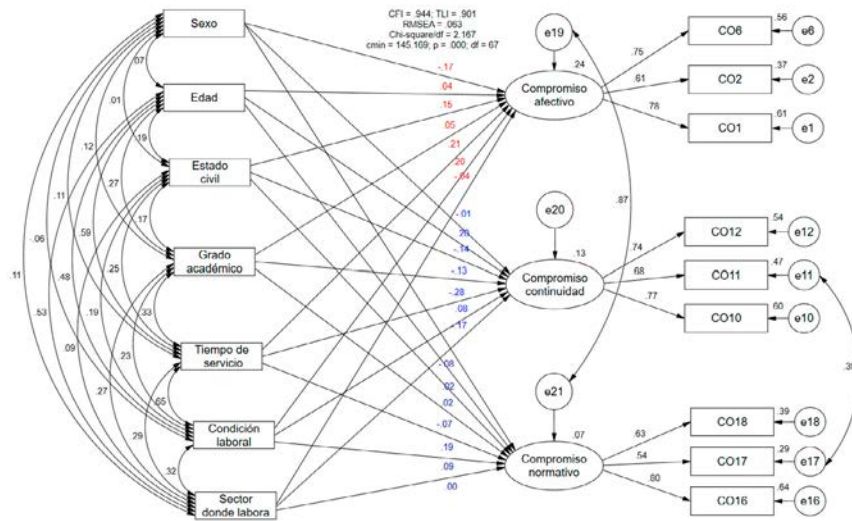 CFI = .944; TLI = .901
RMSEA = .063
Chi-square/df = 2.167
cmin = 145.169; p = .000; df = 67
Sexo
Edad
Estado
civil
Grado
académico
Tiempo de
servicio
Condición
laboral
Sector
donde labora
.07
.01
.19
.12
.27
.17
.11
.59
.25
.33
.06
.48
.19
.23
.65
.11
.53
.09
.27
.29
.32
-.17
.04
.15
.05
.21
.20
-.04
-.01
.20
-.14
-.13
-.28
.08
-.17
-.08
.02
.02
-.07
.19
.09
.00
e19
.24
Compromiso
afectivo
.75
.61
.78
CO6
.56
e6
CO2
.37
e2
CO1
.61
e1
.87
e20
.13
Compromiso
continuidad
.74
.68
.77
CO12
.54
e12
CO11
.47
e11
CO10
.60
e10
e21
.07
Compromiso
normativo
.63
.54
.80
CO18
.39
e18
CO17
.29
e17
CO16
.64
e16